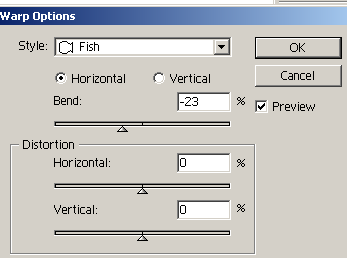 Warp Options
Style: Fish
OK
Horizontal Vertical
Cancel
Bend: -23 %
Preview
Distortion
Horizontal: 0 %
Vertical: 0 %